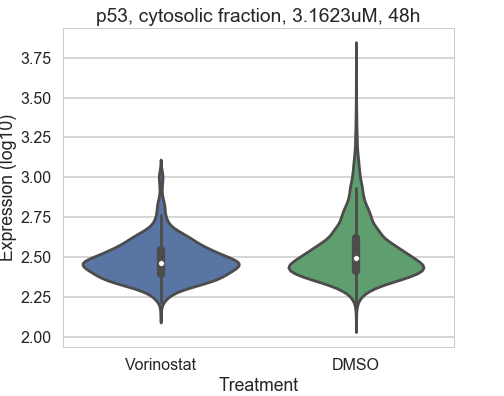 p53, cytosolic fraction, 3.1623uM, 48h
Expression (log10)
3.75
3.50
3.25
3.00
2.75
2.50
2.25
2.00
Vorinostat
DMSO
Treatment